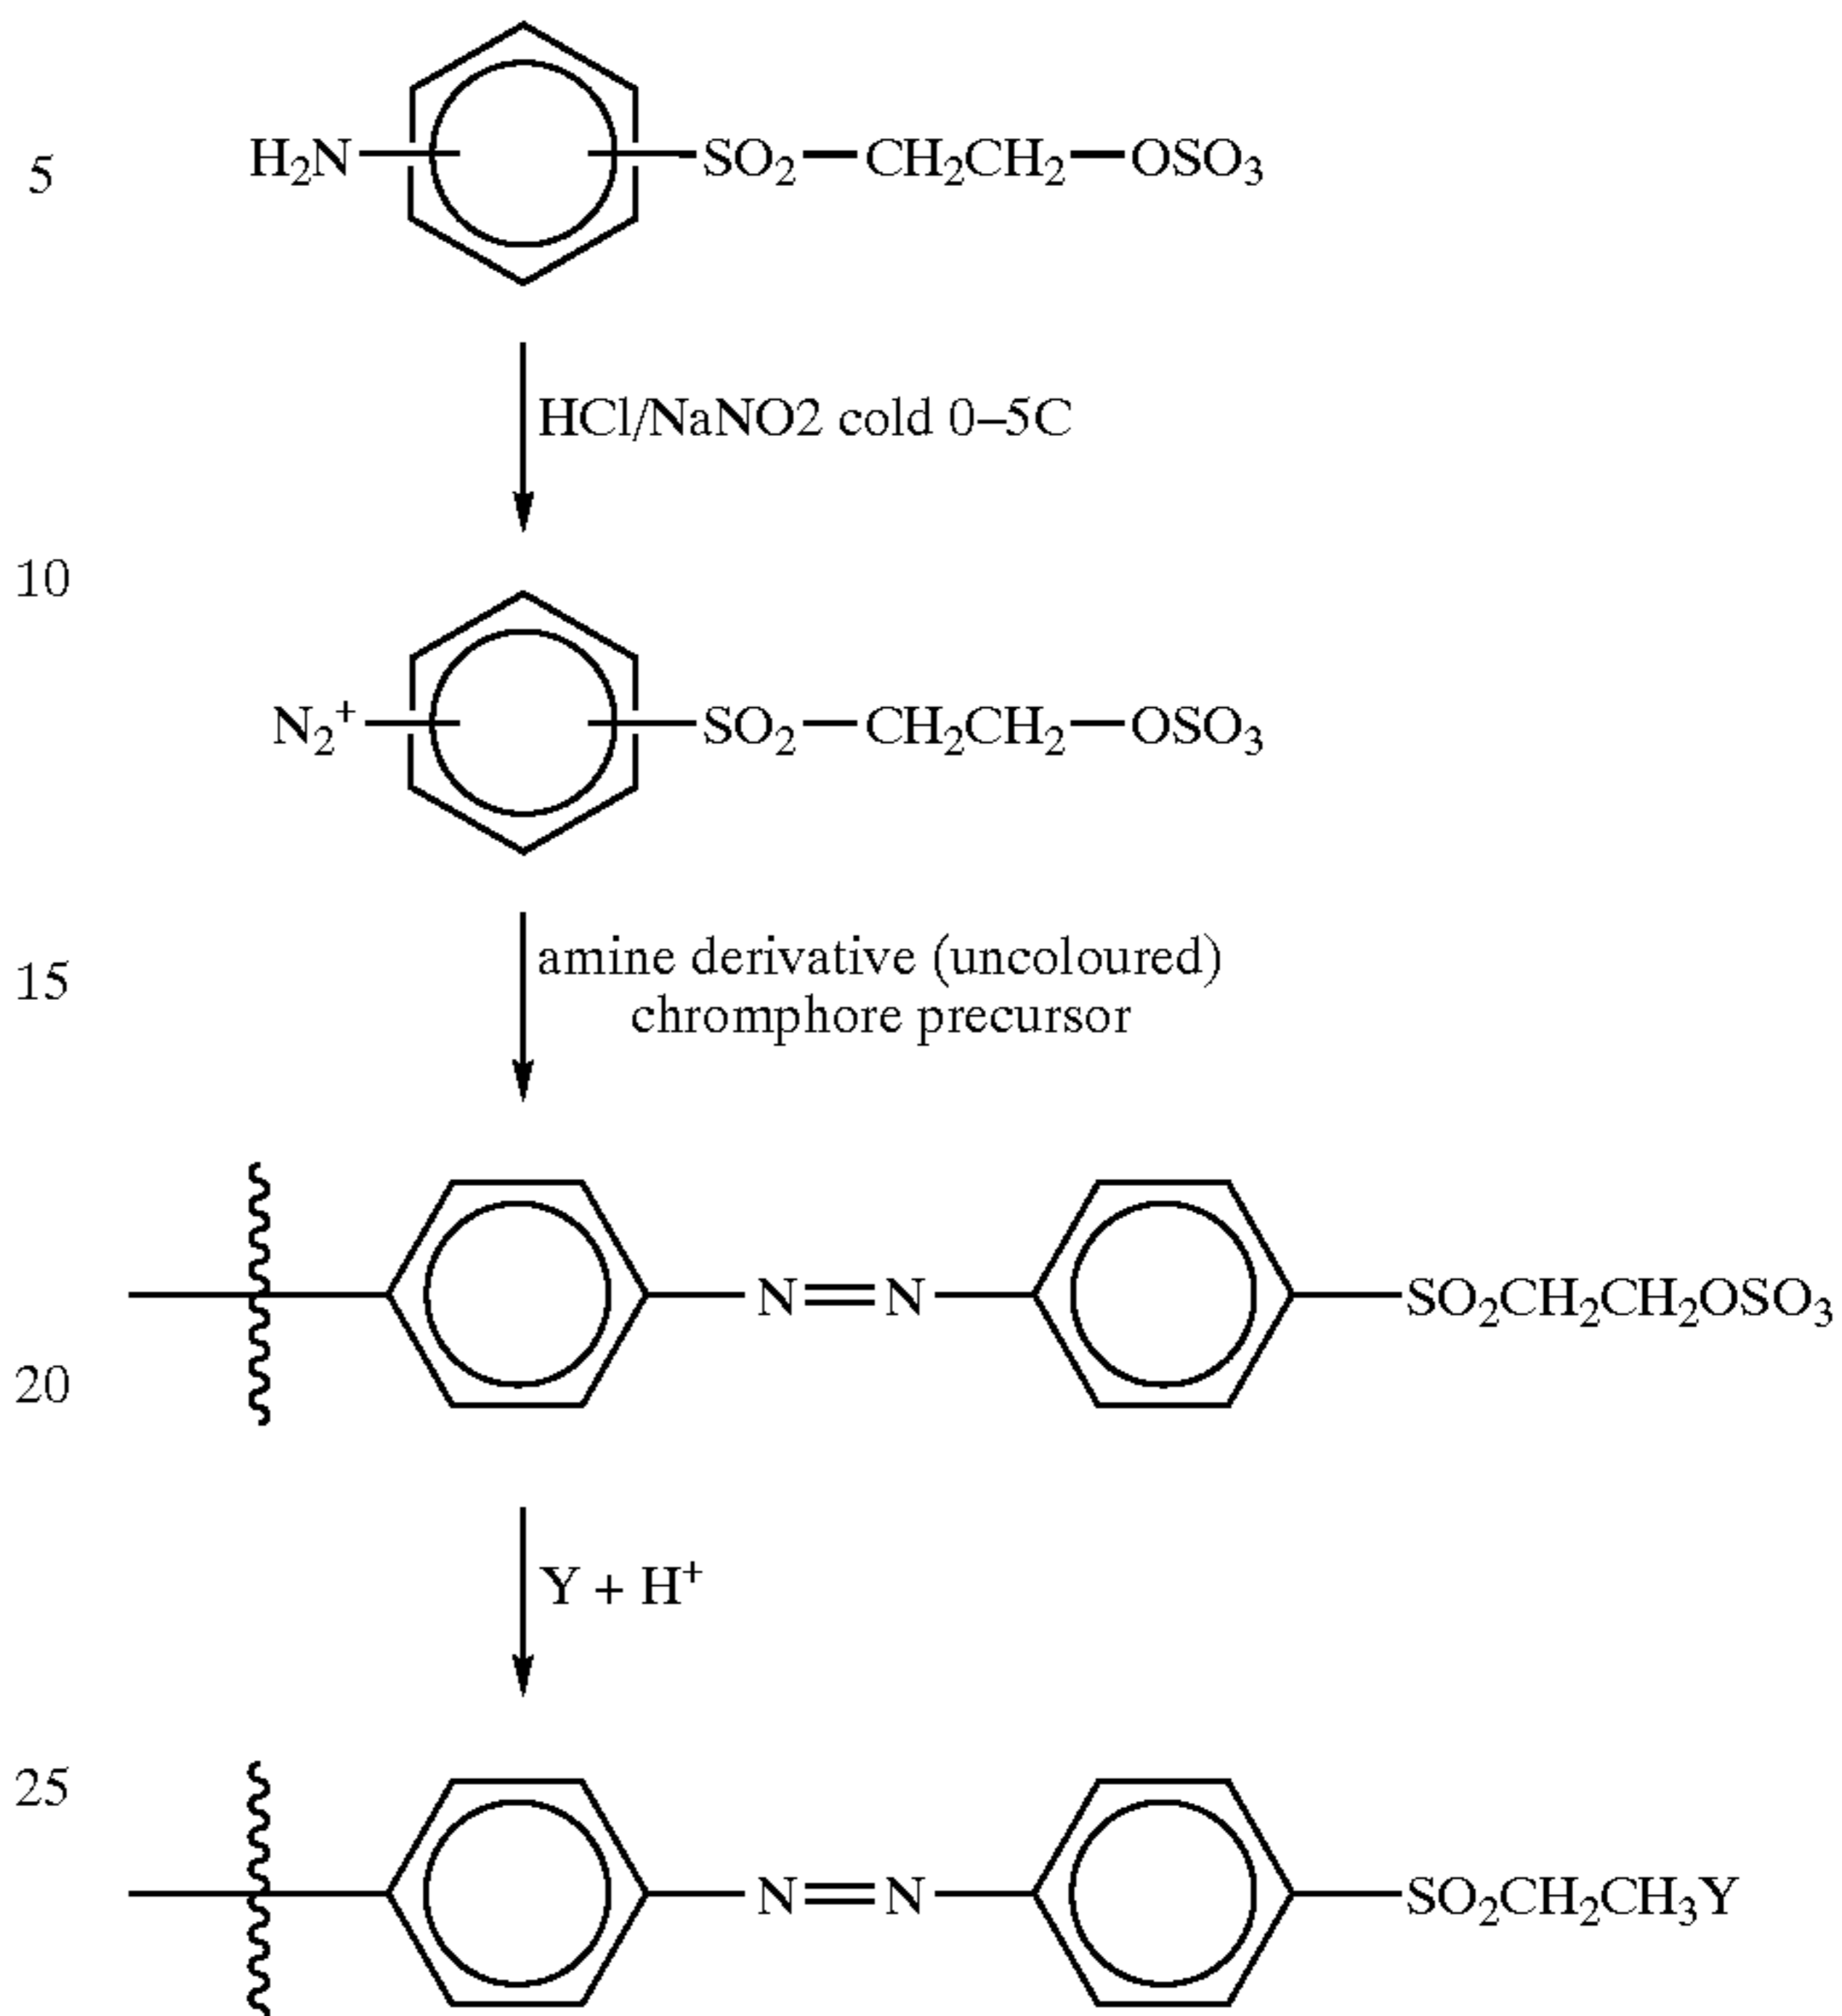 5 H₂N SO₂—CH₂CH₂—OSO₃
HCl/NaNO2 cold 0–5C
10
N₂⁺ SO₂—CH₂CH₂—OSO₃
15 amine derivative (uncoloured)
chromphore precursor
N=N SO₂CH₂CH₂OSO₃
20
Y + H⁺
25
N=N SO₂CH₂CH₃Y